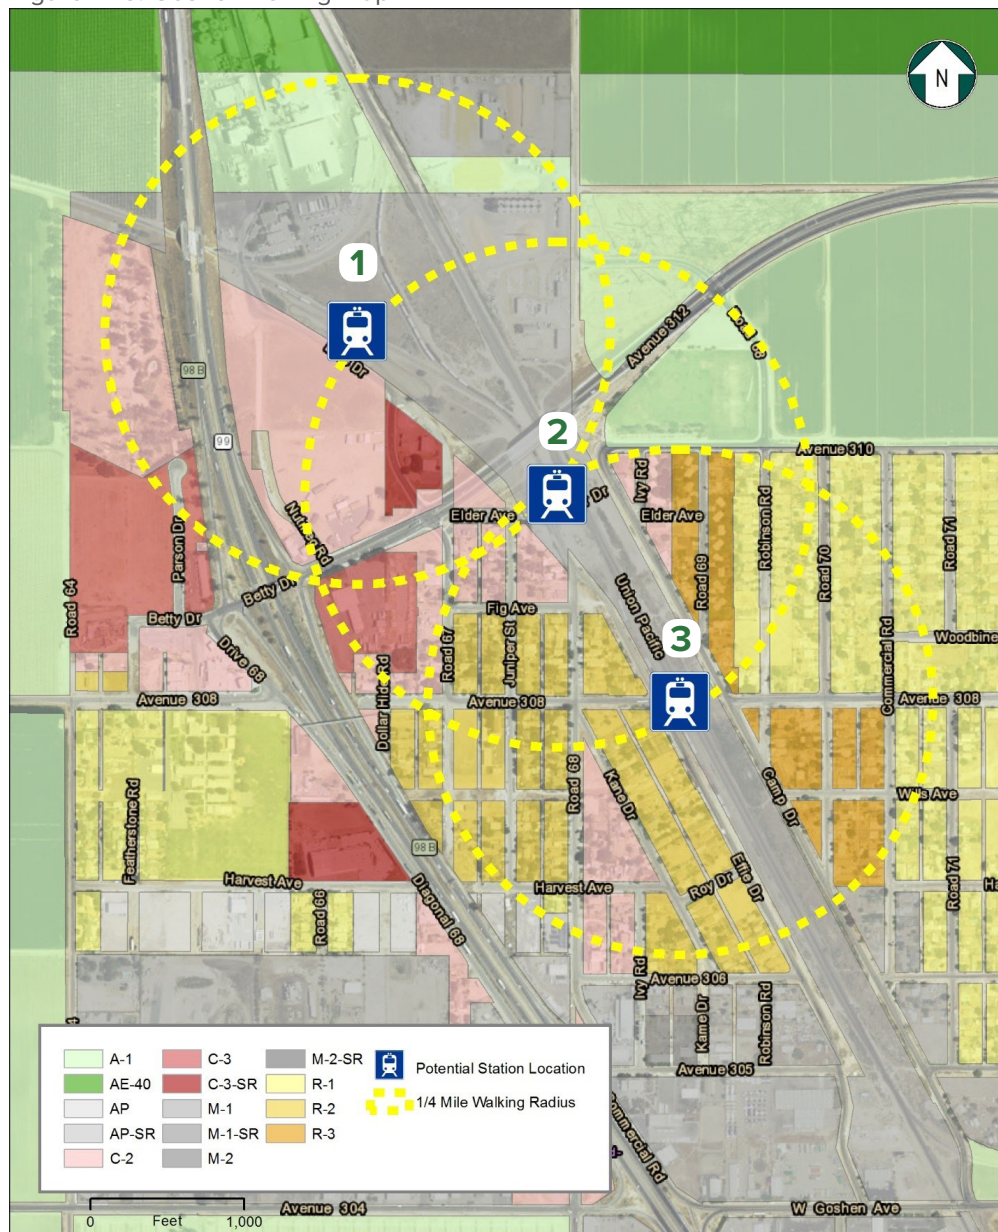 N
1
2
3
98 B
99
Avenue 312
Avenue 310
Ivy Rd
Elder Ave
Elder Ave
Road 69
Robinson Rd
Road 70
Road 71
Commercial Rd
Woodbine
Road 64
Parson Dr
Betty Dr
Betty Dr
Drive 68
Fig Ave
Road 67
Juniper St
Union Pacific
Avenue 308
Avenue 308
Avenue 308
Dollar Hide Rd
Road 68
Kane Dr
Camp Dr
Wills Ave
Featherstone Rd
98 B
Harvest Ave
Harvest Ave
Road 66
Diagonal 68
Roy Dr
Effie Dr
Road 71
Avenue 306
Ivy Rd
Kame Dr
Robinson Rd
Avenue 305
A-1
AE-40
AP
AP-SR
C-2
C-3
C-3-SR
M-1
M-1-SR
M-2
M-2-SR
R-1
R-2
R-3
Potential Station Location
1/4 Mile Walking Radius
Avenue 304
W Goshen Ave
0 Feet 1,000